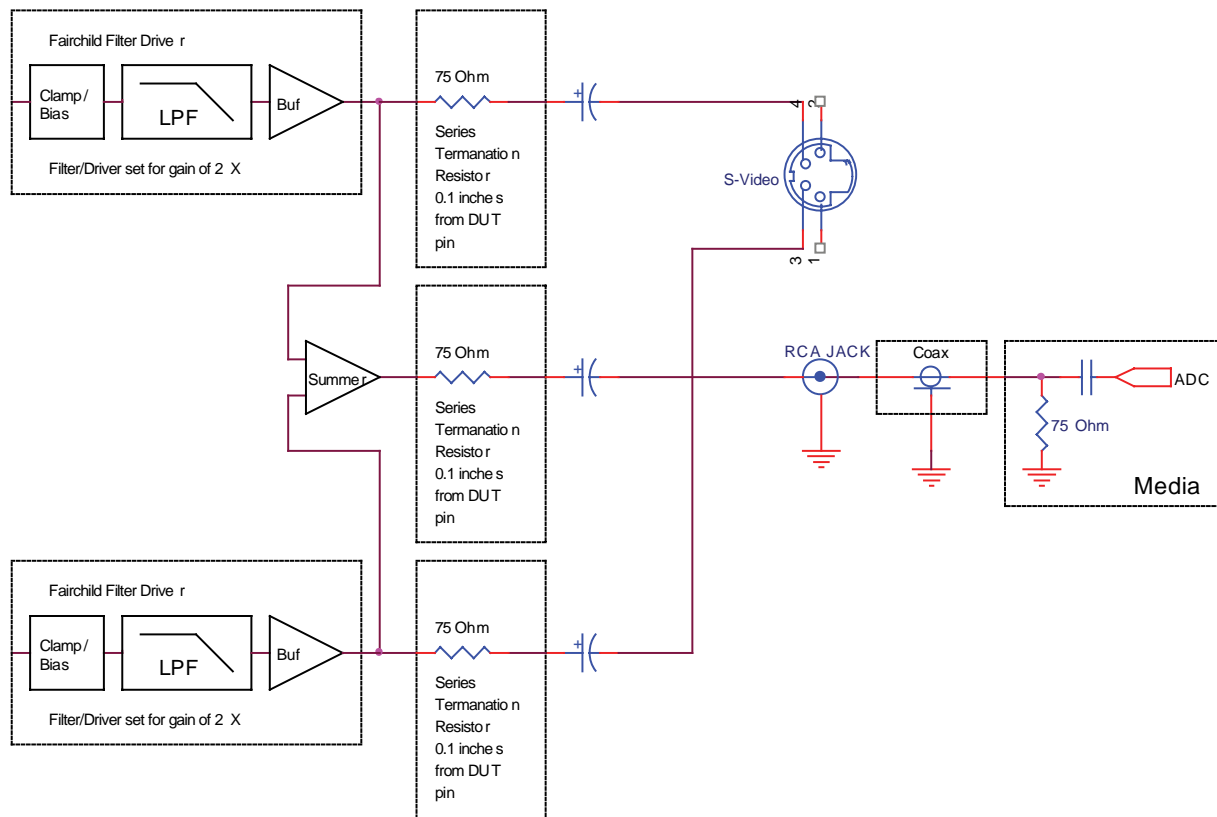 Fairchild Filter Drive r
Clamp /
Bias
LPF
Buf
Filter/Driver set for gain of 2 X
75 Ohm
Series
Termanatio n
Resisto r
0.1 inche s
from DU T
pin
+
4
2
S-Video
3
1
Summe r
75 Ohm
Series
Termanatio n
Resisto r
0.1 inche s
from DU T
pin
+
RCA JACK
Coax
ADC
75 Ohm
Media
Fairchild Filter Drive r
Clamp /
Bias
LPF
Buf
Filter/Driver set for gain of 2 X
75 Ohm
Series
Termanatio n
Resisto r
0.1 inche s
from DU T
pin
+